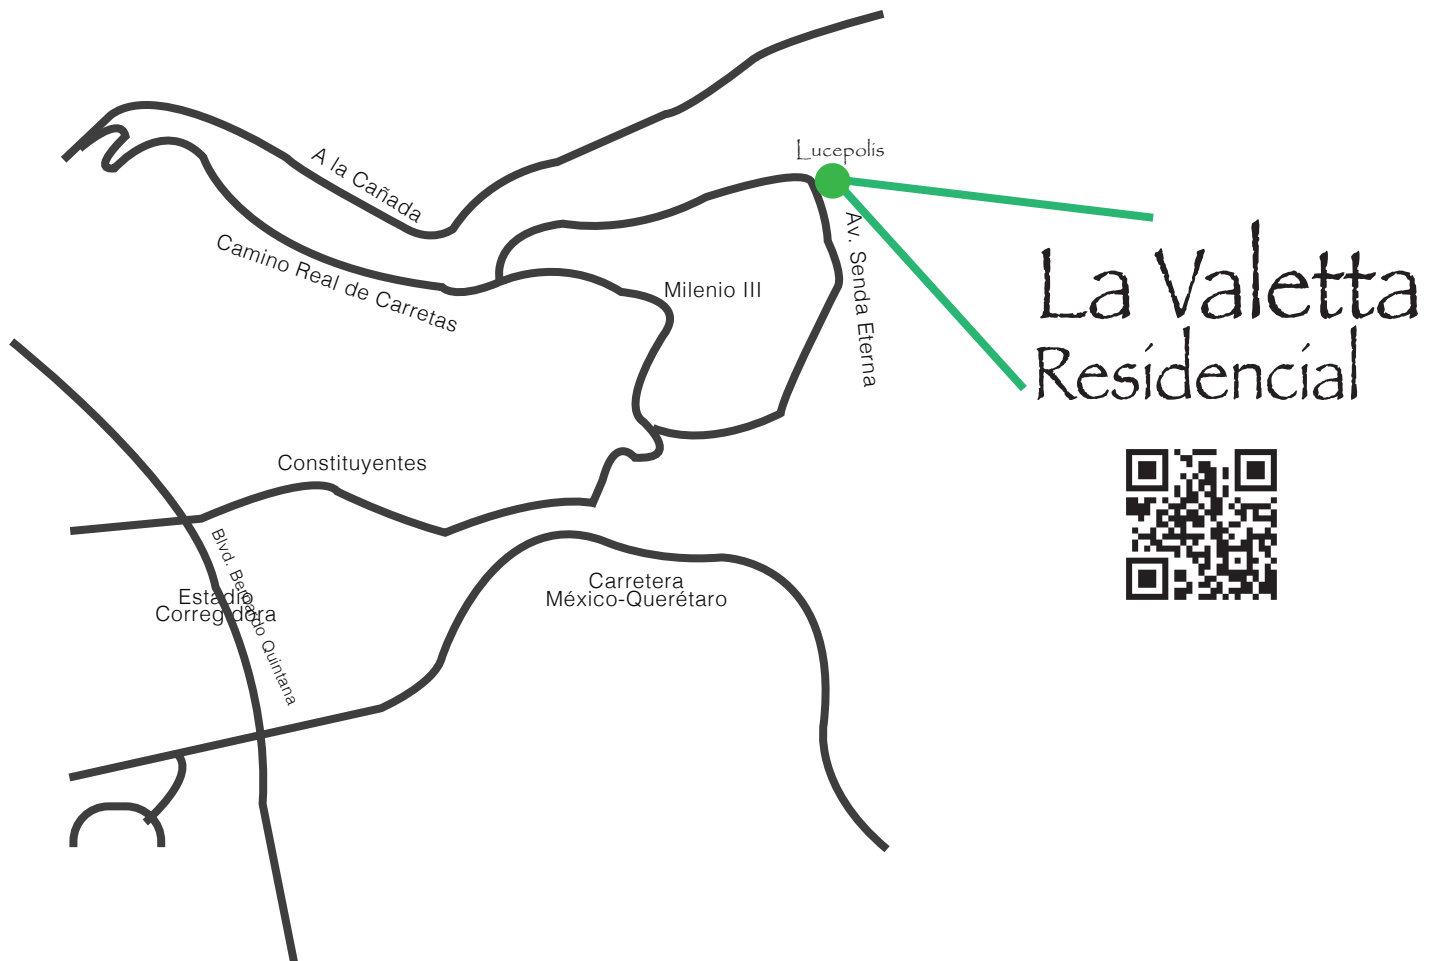 Lucepolis
A la Cañada
Av. Senda Eterna
Camino Real de Carretas
Milenio III
La Valetta
Residencial
Constituyentes
Blvd. Bernardo Quintana
Estadio
Corregidora
Carretera
México-Querétaro